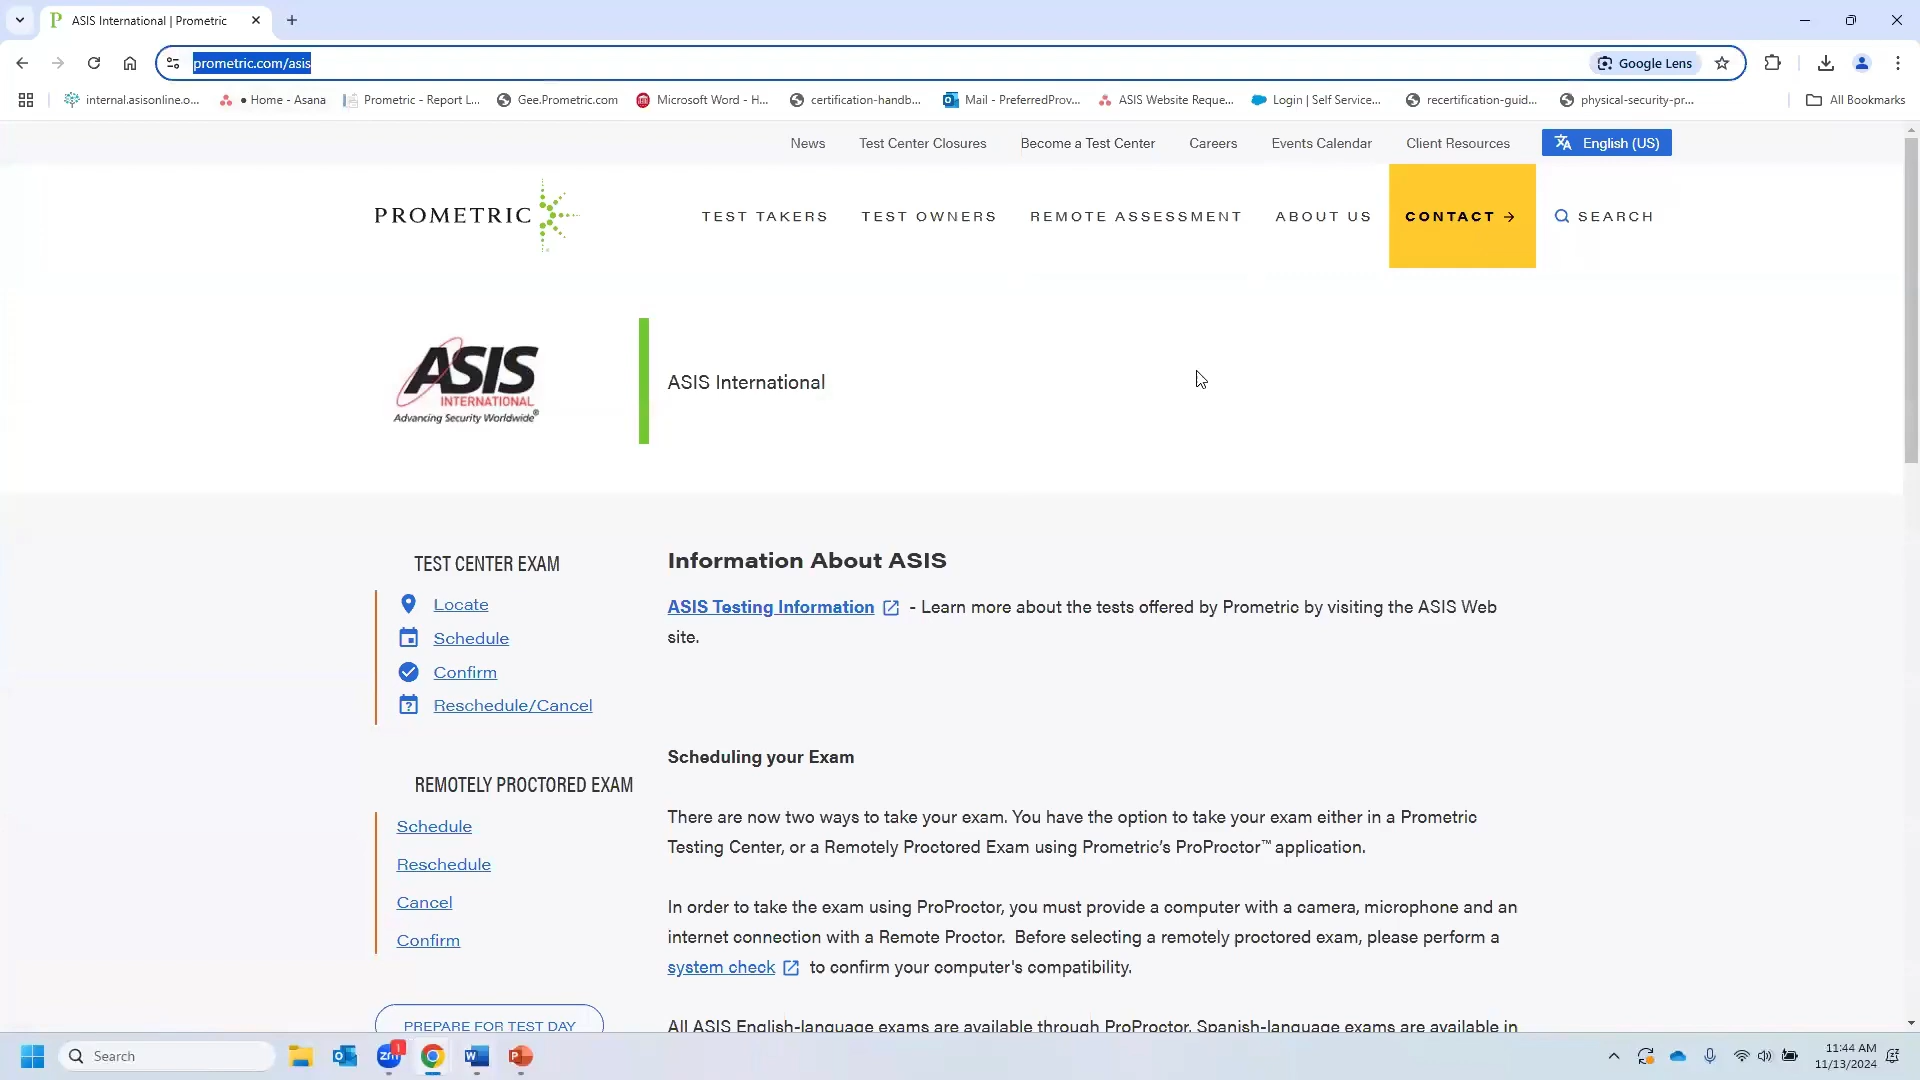 ASIS International | Prometric
prometric.com/asis
Google Lens
internal.asisonline.o...
• Home - Asana
Prometric - Report L...
Gee.Prometric.com
Microsoft Word - H...
certification-handb...
Mail - PreferredProv...
ASIS Website Reque...
Login | Self Service...
recertification-guid...
physical-security-pr...
All Bookmarks
News
Test Center Closures
Become a Test Center
Careers
Events Calendar
Client Resources
English (US)
PROMETRIC
TEST TAKERS
TEST OWNERS
REMOTE ASSESSMENT
ABOUT US
CONTACT →
SEARCH
ASIS
INTERNATIONAL
Advancing Security Worldwide®
ASIS International
TEST CENTER EXAM
Locate
Schedule
Confirm
Reschedule/Cancel
REMOTELY PROCTORED EXAM
Schedule
Reschedule
Cancel
Confirm
PREPARE FOR TEST DAY
Information About ASIS
ASIS Testing Information - Learn more about the tests offered by Prometric by visiting the ASIS Web
site.
Scheduling your Exam
There are now two ways to take your exam. You have the option to take your exam either in a Prometric
Testing Center, or a Remotely Proctored Exam using Prometric’s ProProctor™ application.
In order to take the exam using ProProctor, you must provide a computer with a camera, microphone and an
internet connection with a Remote Proctor. Before selecting a remotely proctored exam, please perform a
system check to confirm your computer's compatibility.
All ASIS English-language exams are available through ProProctor. Spanish-language exams are available in
Search
zm
1
11:44 AM
11/13/2024